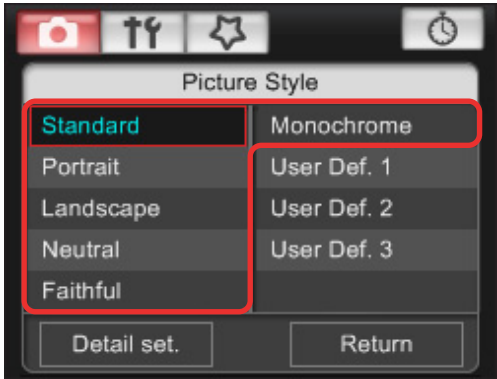 Picture Style
Standard
Monochrome
Portrait
User Def. 1
Landscape
User Def. 2
Neutral
User Def. 3
Faithful
Detail set.
Return